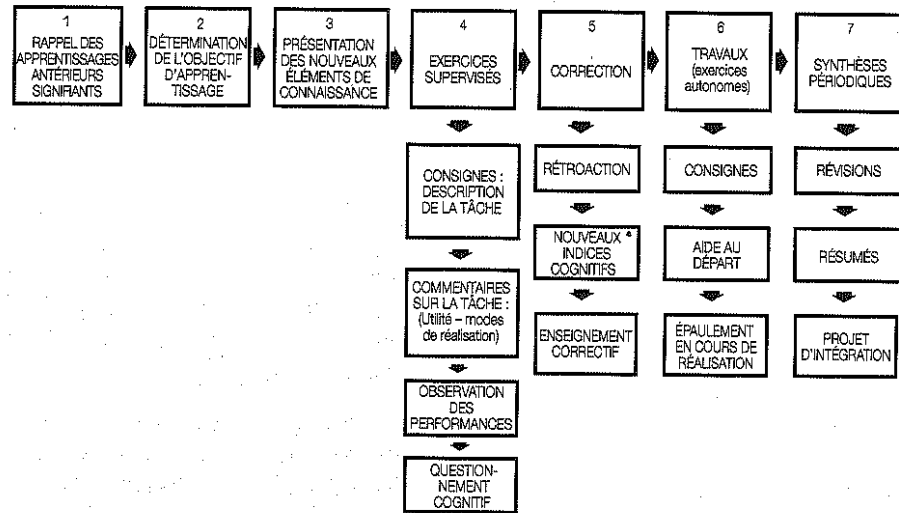 1
RAPPEL DES
APPRENTISSAGES
ANTÉRIEURS
SIGNIFIANTS
2
DÉTERMINATION
DE L'OBJECTIF
D'APPREN-
TISSAGE
3
PRÉSENTATION
DES NOUVEAUX
ÉLÉMENTS DE
CONNAISSANCE
4
EXERCICES
SUPERVISÉS
5
CORRECTION
6
TRAVAUX
(exercices
autonomes)
7
SYNTHÈSES
PÉRIODIQUES
CONSIGNES :
DESCRIPTION
DE LA TÂCHE
COMMENTAIRES
SUR LA TÂCHE :
(Utilité – modes
de réalisation)
OBSERVATION
DES
PERFORMANCES
QUESTION-
NEMENT
COGNITIF
RÉTROACTION
NOUVEAUX
INDICES
COGNITIFS
ENSEIGNEMENT
CORRECTIF
CONSIGNES
AIDE AU
DÉPART
ÉPAULEMENT
EN COURS DE
RÉALISATION
RÉVISIONS
RÉSUMÉS
PROJET
D'INTÉGRATION